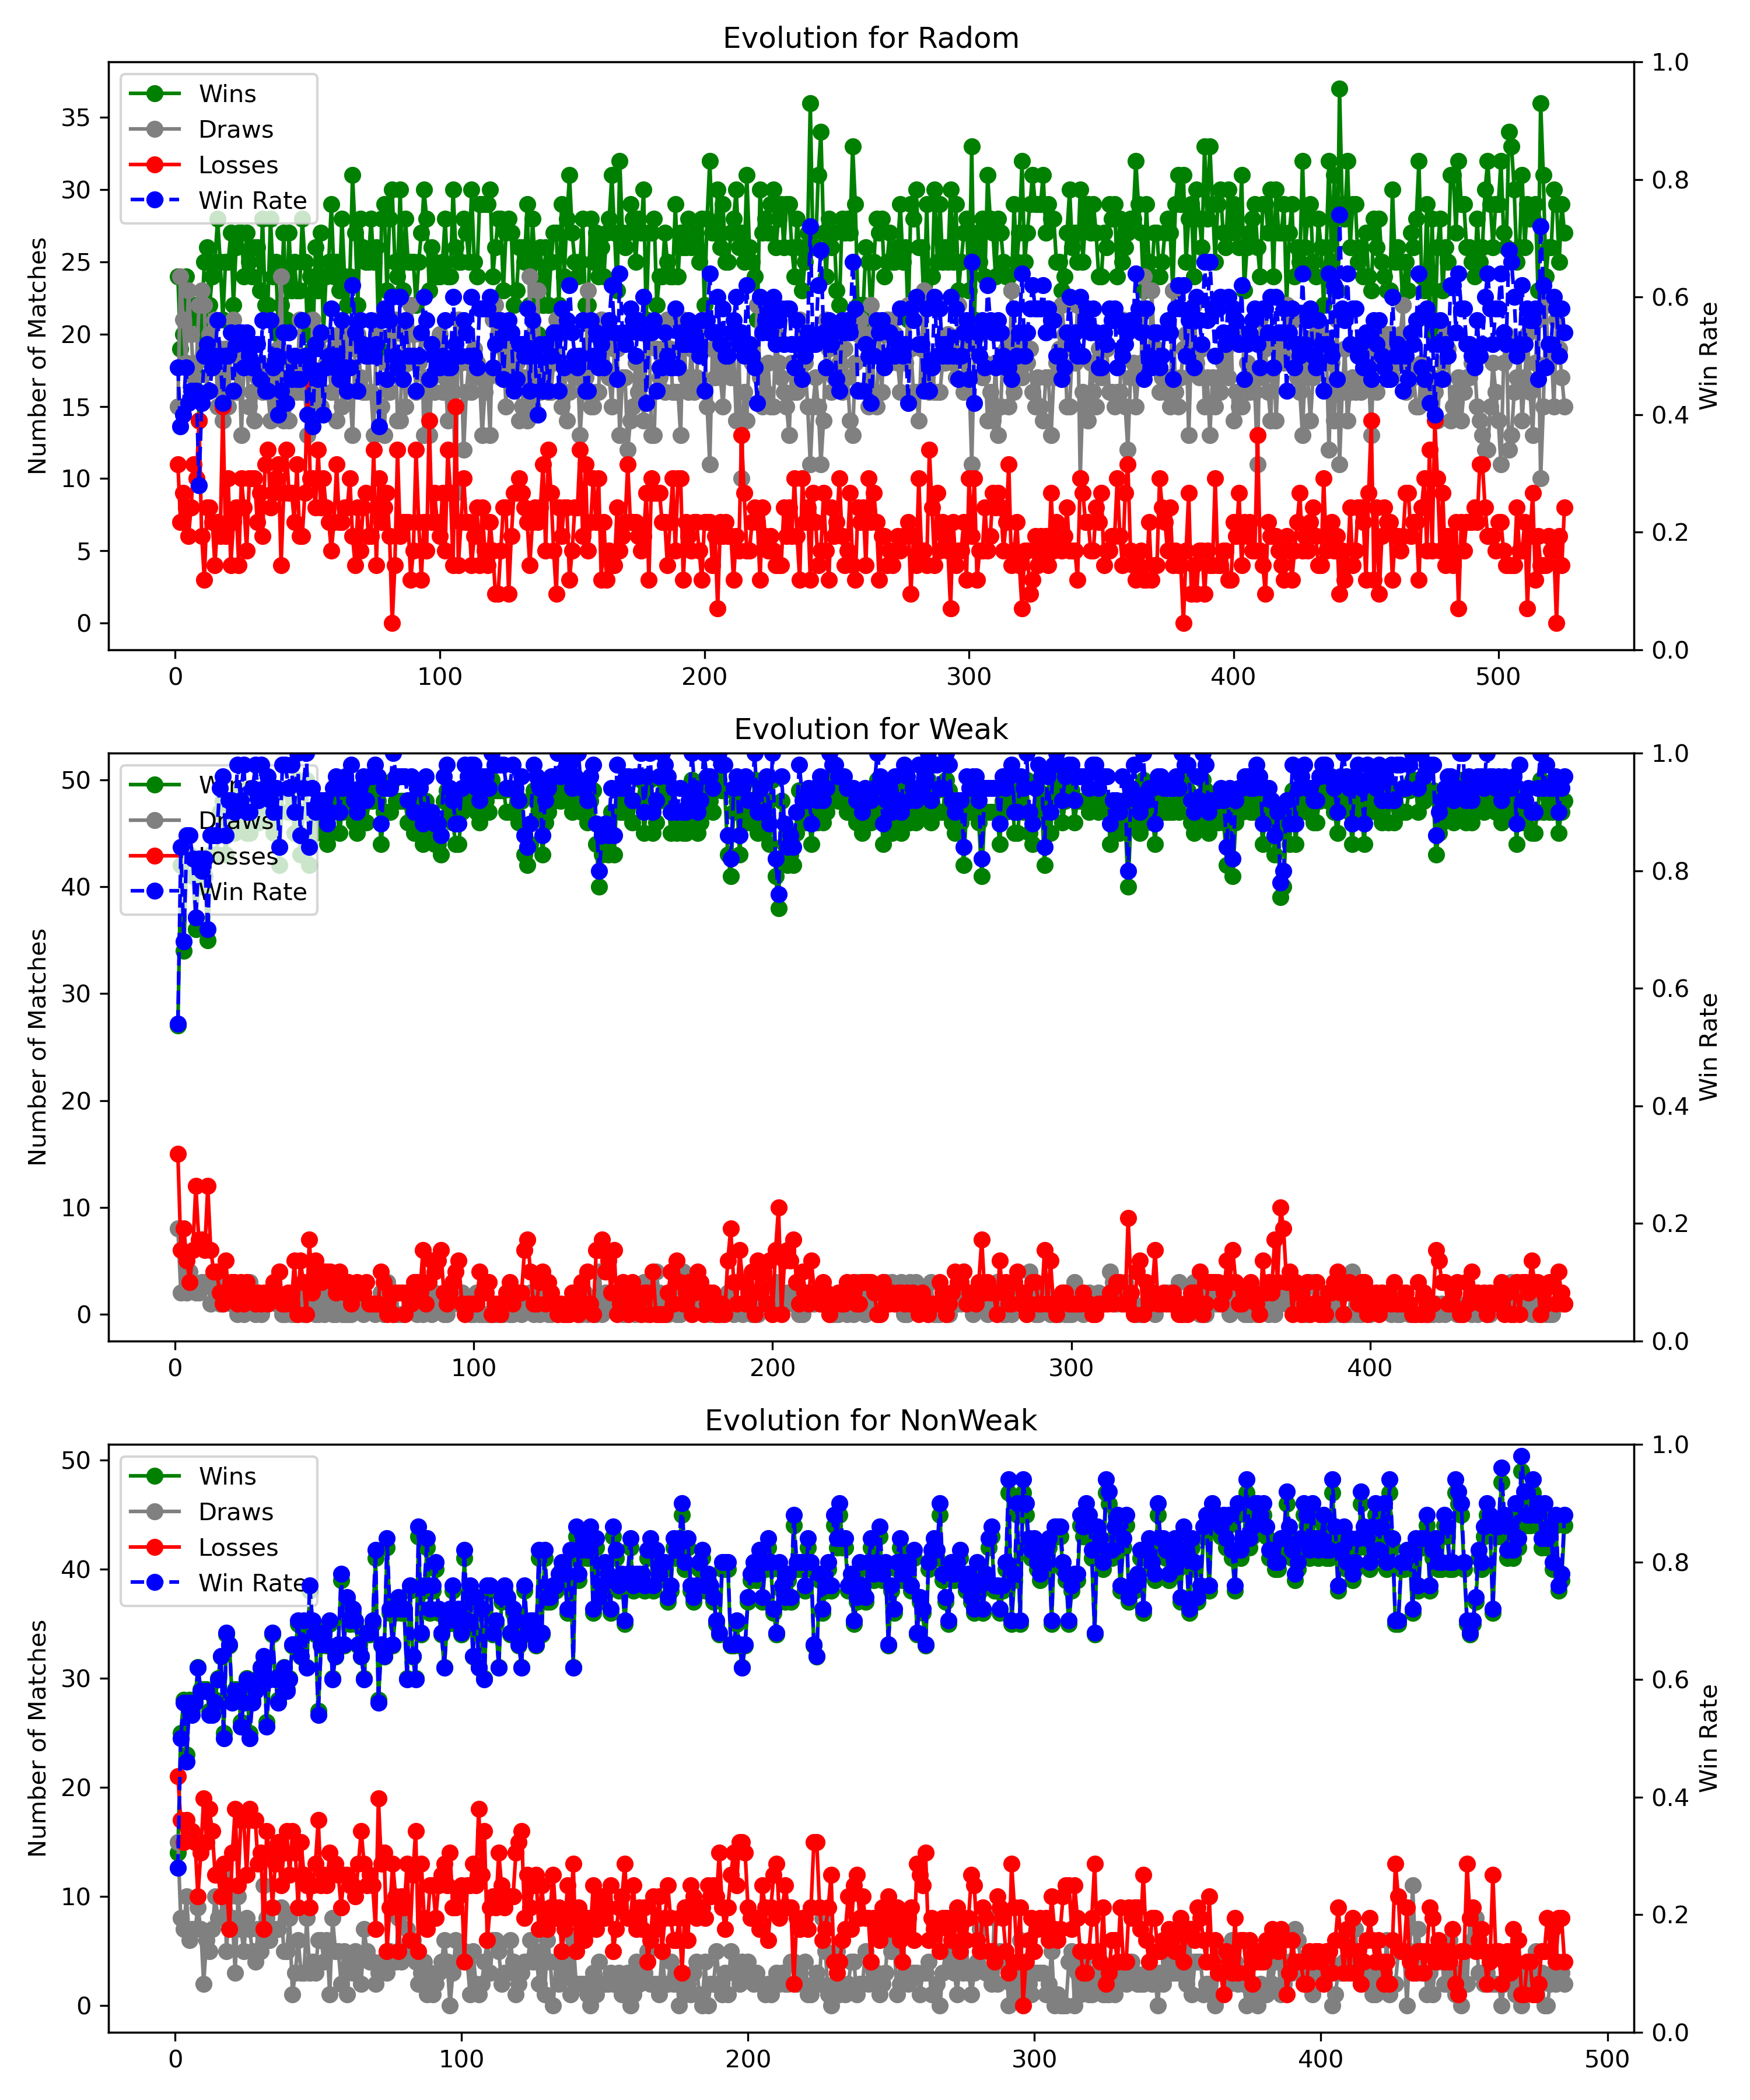 Evolution for Radom
Number of Matches
Win Rate
Wins
Draws
Losses
Win Rate
35
30
25
20
15
10
5
0
1.0
0.8
0.6
0.4
0.2
0.0
0 100 200 300 400 500
Evolution for Weak
Number of Matches
Win Rate
Wins
Draws
Losses
Win Rate
50
40
30
20
10
0
1.0
0.8
0.6
0.4
0.2
0.0
0 100 200 300 400
Evolution for NonWeak
Number of Matches
Win Rate
Wins
Draws
Losses
Win Rate
50
40
30
20
10
0
1.0
0.8
0.6
0.4
0.2
0.0
0 100 200 300 400 500